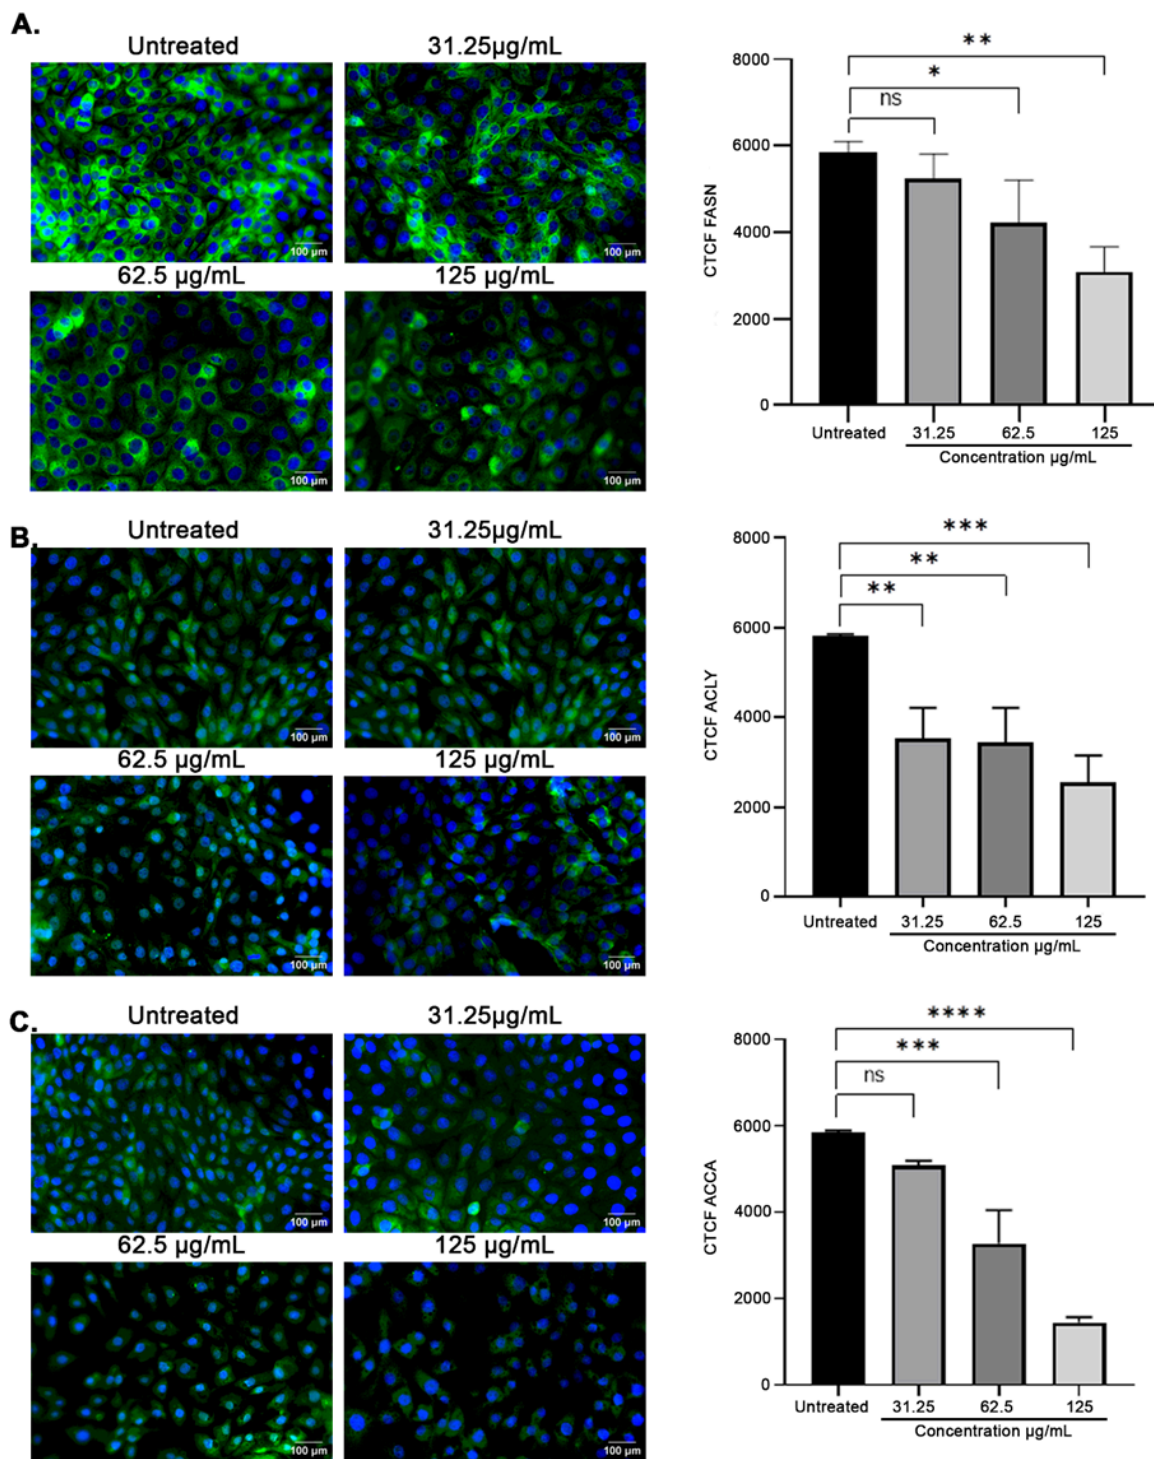 A.
Untreated
31.25µg/mL
100 µm
100 µm
62.5 µg/mL
125 µg/mL
100 µm
100 µm
**
*
ns
8000
6000
4000
2000
0
CTCF FASN
Untreated
31.25
62.5
125
Concentration µg/mL
B.
Untreated
31.25µg/mL
100 µm
100 µm
62.5 µg/mL
125 µg/mL
100 µm
100 µm
***
**
**
8000
6000
4000
2000
0
CTCF ACLY
Untreated
31.25
62.5
125
Concentration µg/mL
C.
Untreated
31.25µg/mL
100 µm
100 µm
62.5 µg/mL
125 µg/mL
100 µm
100 µm
****
***
ns
8000
6000
4000
2000
0
CTCF ACCA
Untreated
31.25
62.5
125
Concentration µg/mL